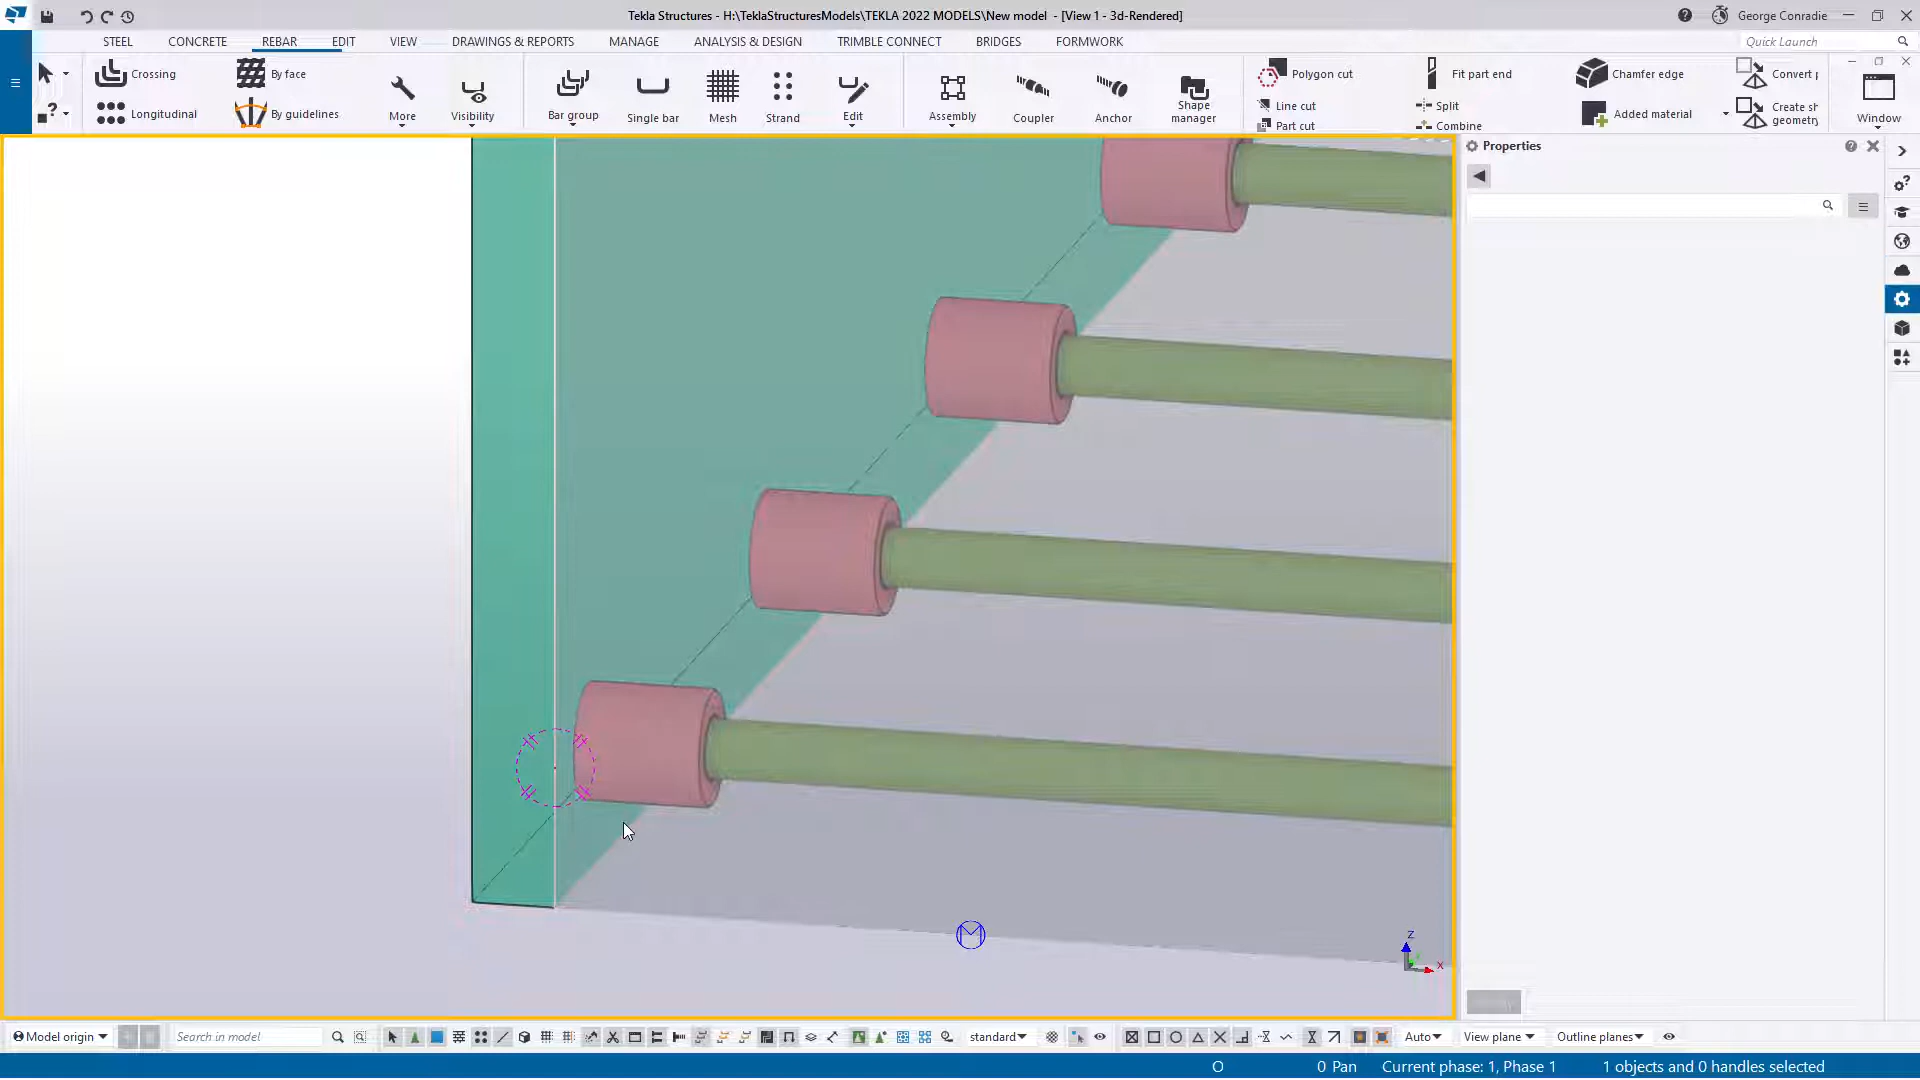 Tekla Structures - H:\TeklaStructuresModels\TEKLA 2022 MODELS\New model - [View 1 - 3d-Rendered]
George Conradie
STEEL CONCRETE REBAR EDIT VIEW DRAWINGS & REPORTS MANAGE ANALYSIS & DESIGN TRIMBLE CONNECT BRIDGES FORMWORK
Quick Launch
Crossing
Longitudinal
By face
By guidelines
More
Visibility
Bar group
Single bar
Mesh
Strand
Edit
Assembly
Coupler
Anchor
Shape
manager
Polygon cut
Line cut
Part cut
Fit part end
Split
Combine
Chamfer edge
Added material
Convert p
Create sh
geometry
Window
Properties
Z
X
Model origin
Search in model
standard
Auto
View plane
Outline planes
O
0 Pan
Current phase: 1, Phase 1
1 objects and 0 handles selected